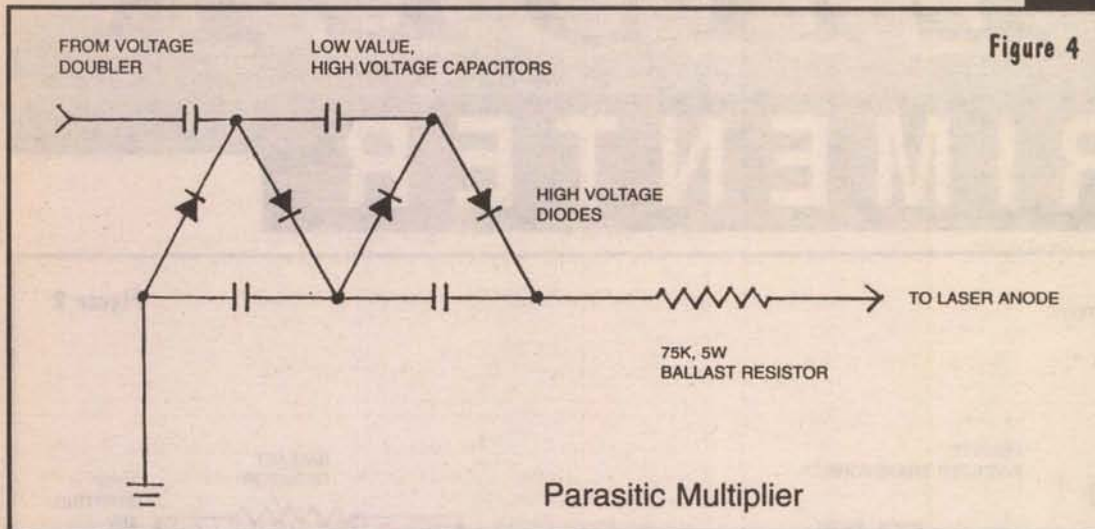 Figure 4
FROM VOLTAGE
DOUBLER
LOW VALUE,
HIGH VOLTAGE CAPACITORS
HIGH VOLTAGE
DIODES
TO LASER ANODE
75K, 5W
BALLAST RESISTOR
Parasitic Multiplier